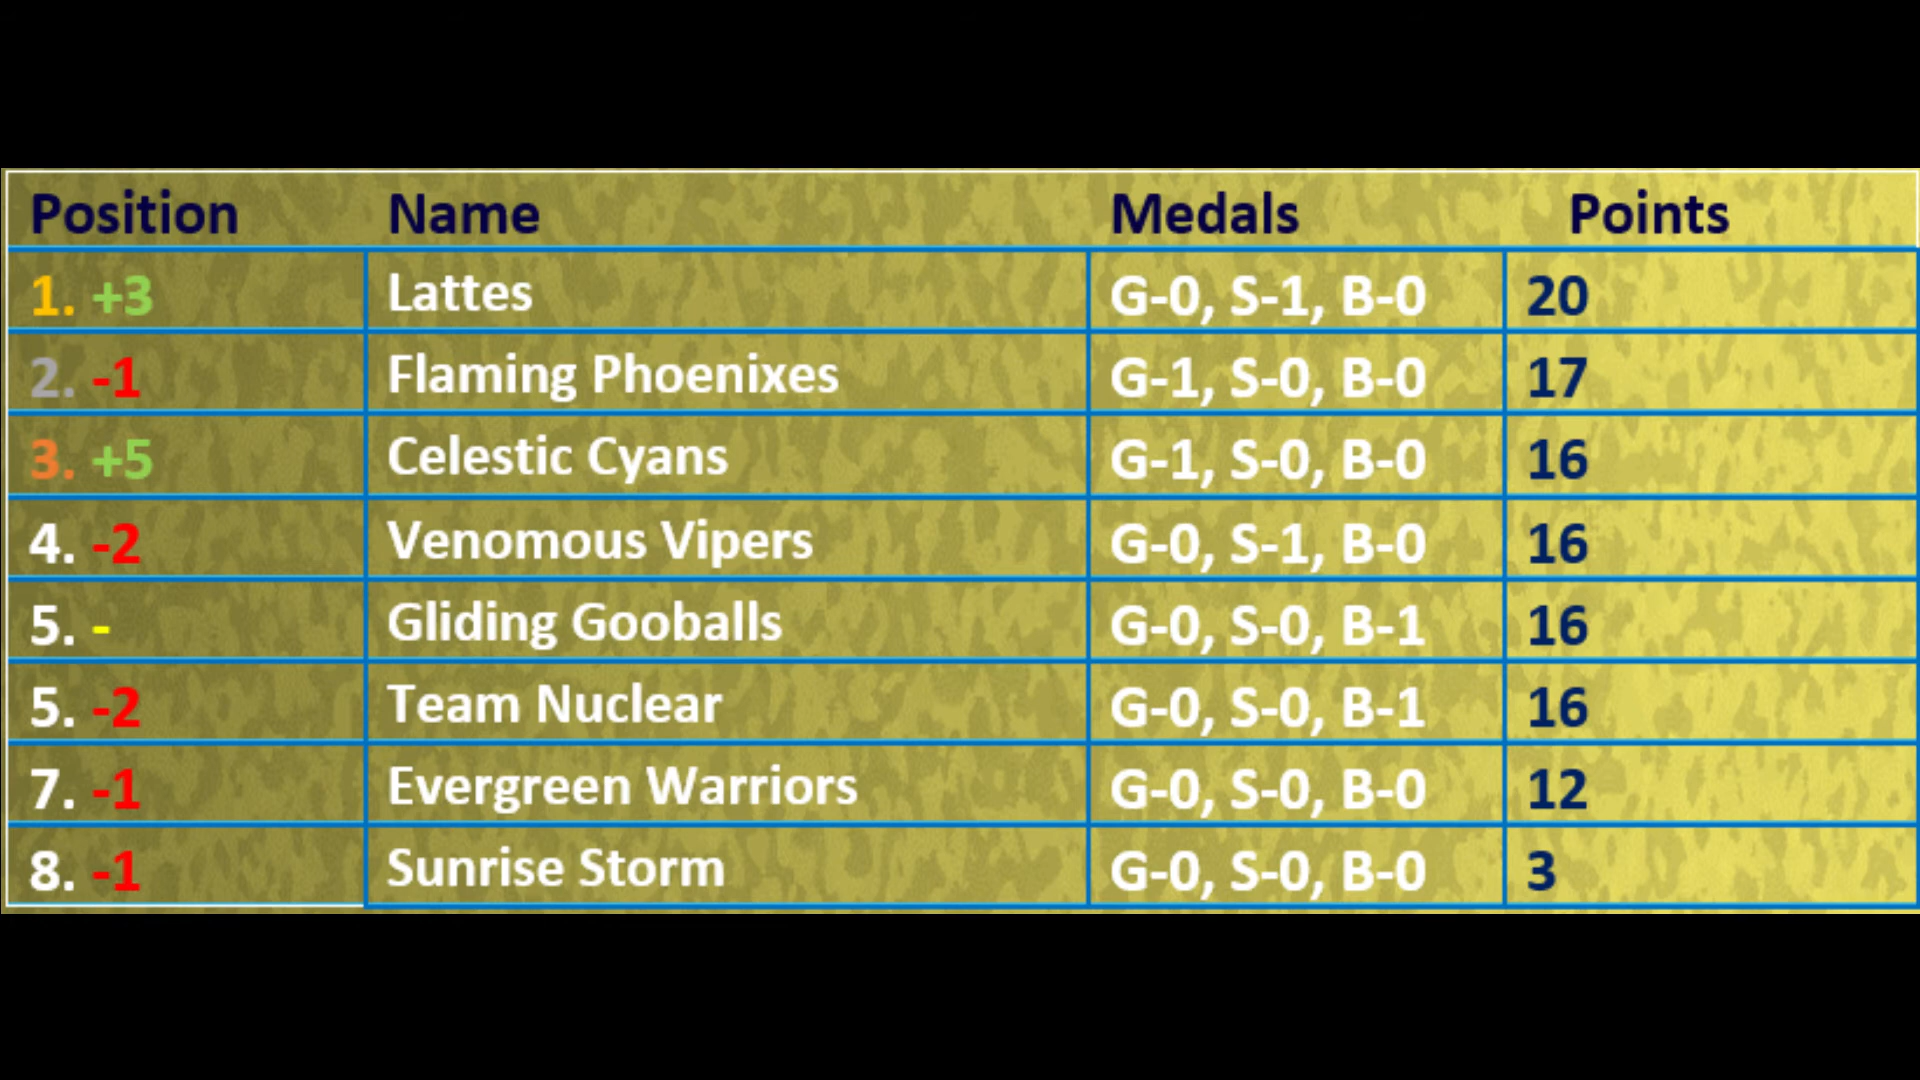 Position Name Medals Points
1. +3 Lattes G-0, S-1, B-0 20
2. -1 Flaming Phoenixes G-1, S-0, B-0 17
3. +5 Celestic Cyans G-1, S-0, B-0 16
4. -2 Venomous Vipers G-0, S-1, B-0 16
5. - Gliding Gooballs G-0, S-0, B-1 16
5. -2 Team Nuclear G-0, S-0, B-1 16
7. -1 Evergreen Warriors G-0, S-0, B-0 12
8. -1 Sunrise Storm G-0, S-0, B-0 3